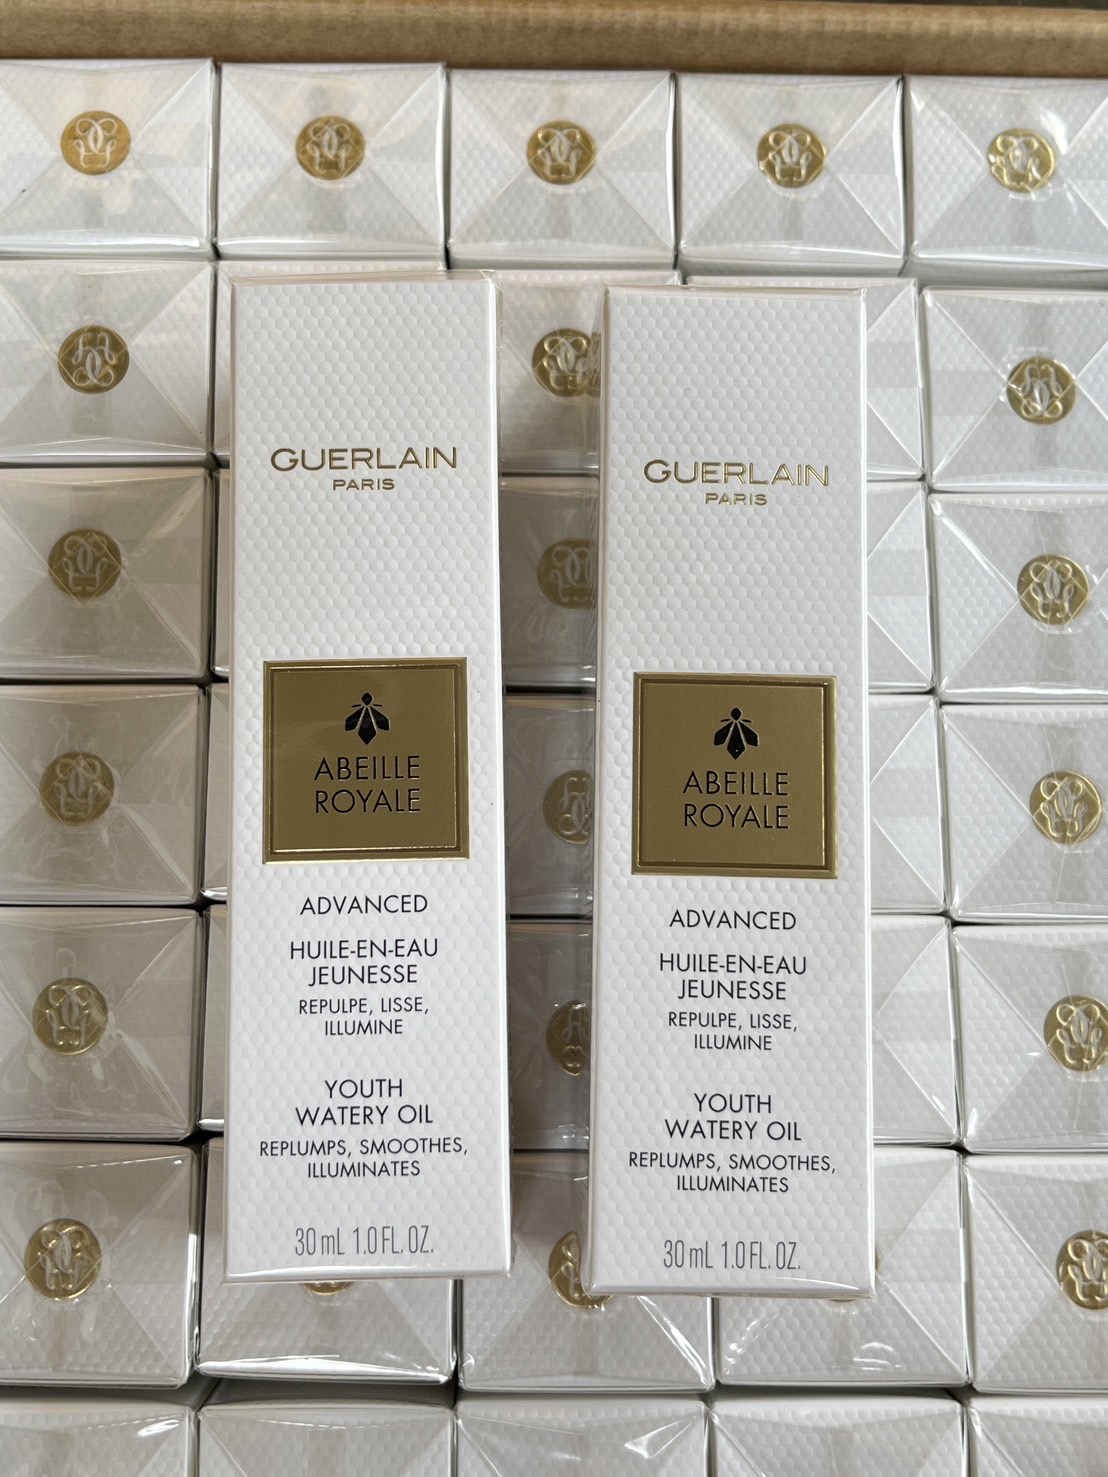 GUERLAIN
PARIS
ABEILLE
ROYALE
ADVANCED
HUILE-EN-EAU
JEUNESSE
REPULPE, LISSE,
ILLUMINE
YOUTH
WATERY OIL
REPLUMPS, SMOOTHES,
ILLUMINATES
30 mL 1.0 FL. OZ.
GUERLAIN
PARIS
ABEILLE
ROYALE
ADVANCED
HUILE-EN-EAU
JEUNESSE
REPULPE, LISSE,
ILLUMINE
YOUTH
WATERY OIL
REPLUMPS, SMOOTHES,
ILLUMINATES
30 mL 1.0 FL. OZ.